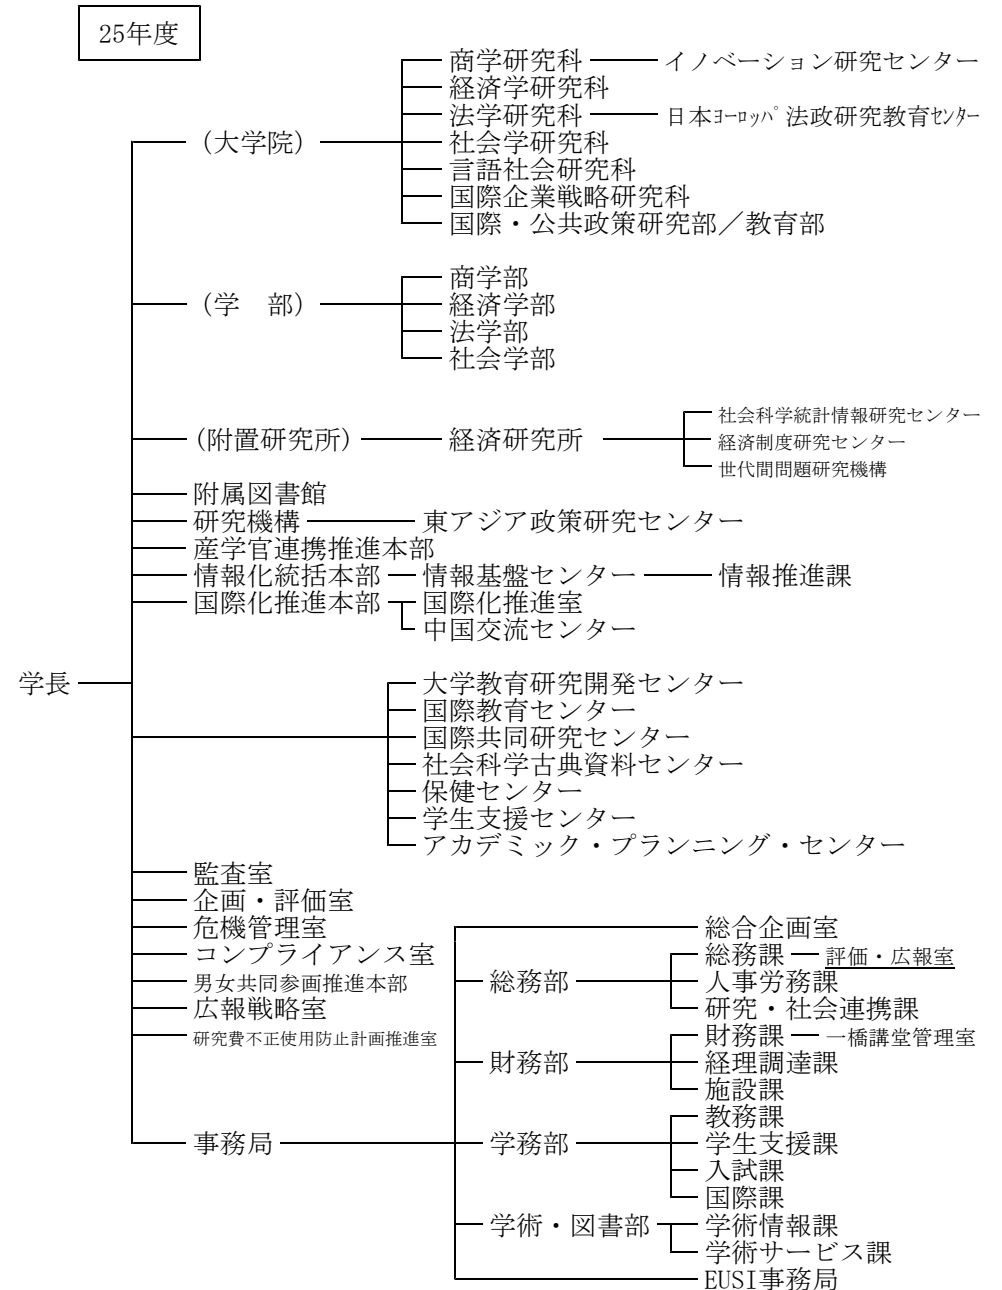 25年度
商学研究科 イノベーション研究センター
経済学研究科
法学研究科 日本ﾖｰﾛｯﾊﾟ法政研究教育ｾﾝﾀｰ
(大学院) 社会学研究科
言語社会研究科
国際企業戦略研究科
国際・公共政策研究部／教育部
商学部
(学　部) 経済学部
法学部
社会学部
社会科学統計情報研究センター
(附置研究所) 経済研究所 経済制度研究センター
世代間問題研究機構
附属図書館
研究機構 東アジア政策研究センター
産学官連携推進本部
情報化統括本部 情報基盤センター 情報推進課
国際化推進本部 国際化推進室
中国交流センター
学長 大学教育研究開発センター
国際教育センター
国際共同研究センター
社会科学古典資料センター
保健センター
学生支援センター
アカデミック・プランニング・センター
監査室
企画・評価室
危機管理室 総合企画室
コンプライアンス室 総務課 評価・広報室
男女共同参画推進本部 総務部 人事労務課
広報戦略室 研究・社会連携課
研究費不正使用防止計画推進室 財務課 一橋講堂管理室
財務部 経理調達課
施設課
教務課
事務局 学務部 学生支援課
入試課
国際課
学術・図書部 学術情報課
学術サービス課
EUSI事務局